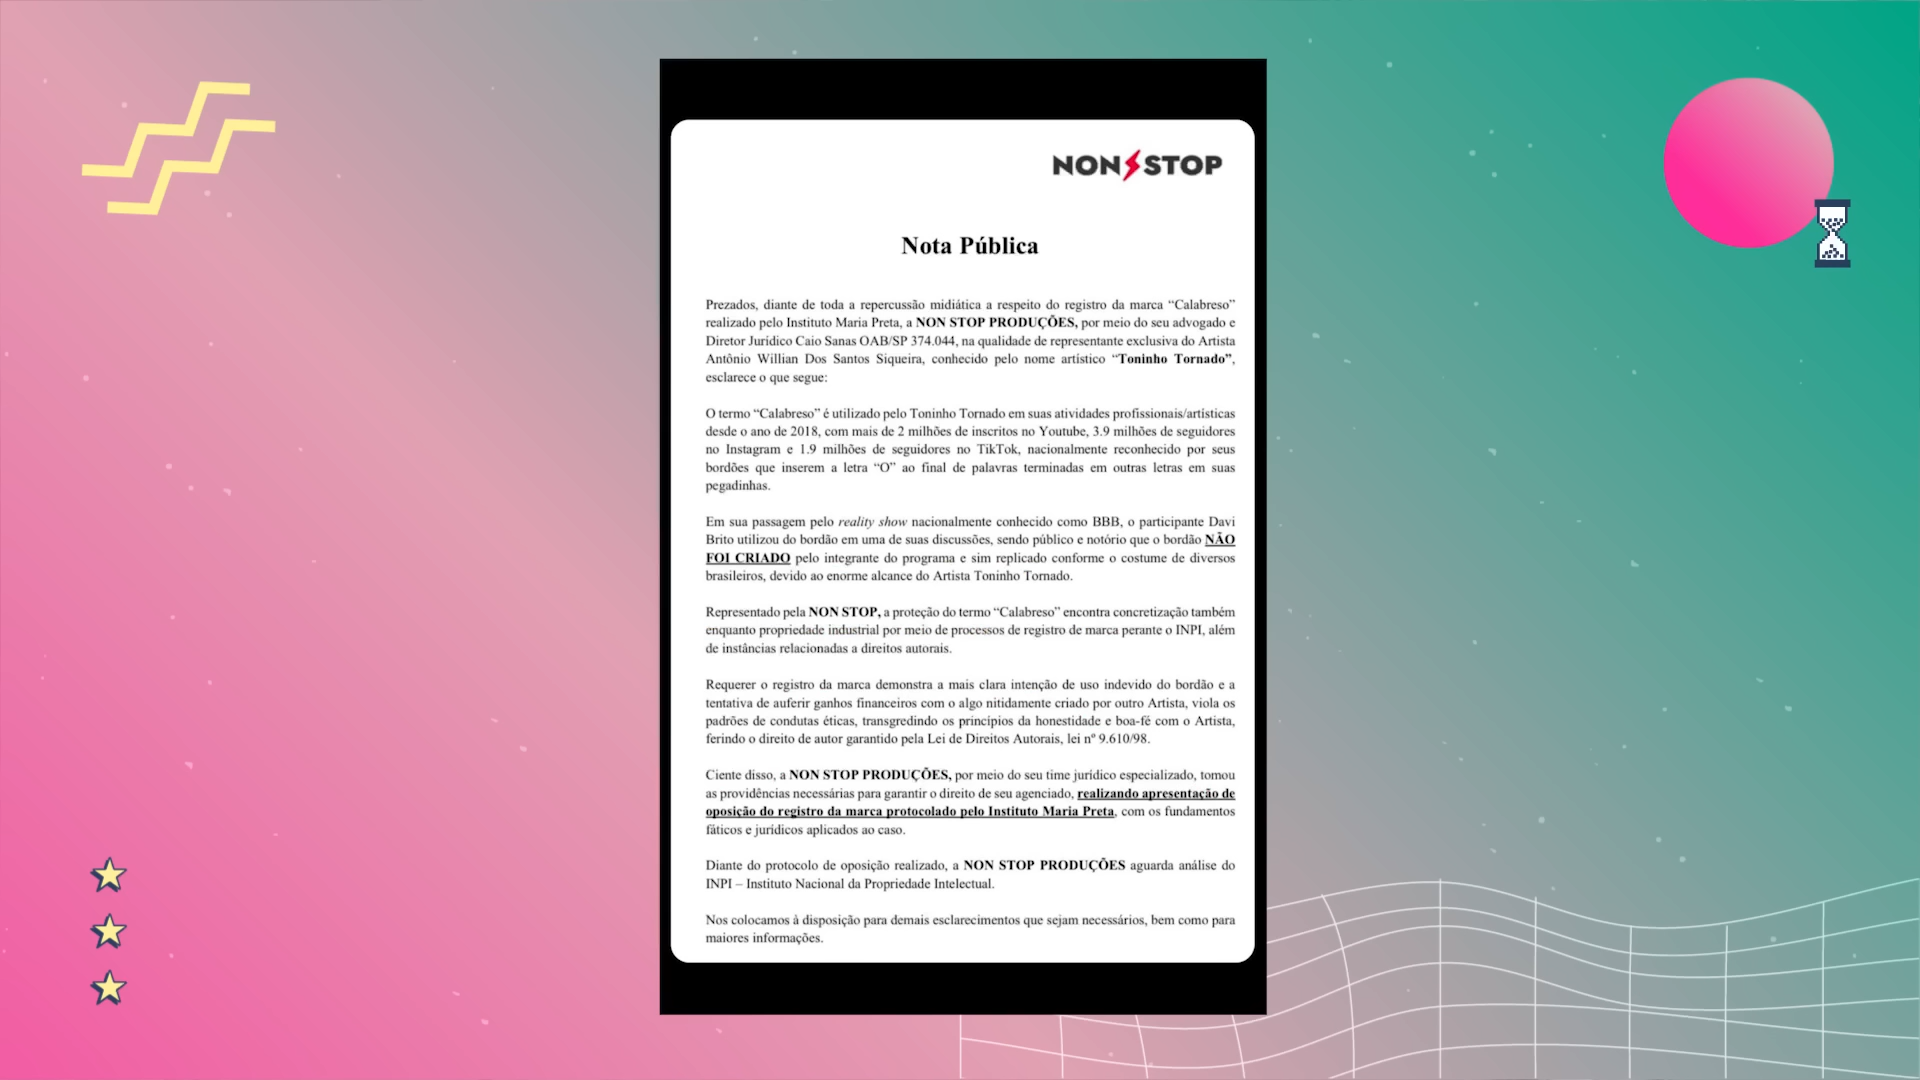 NON STOP
Nota Pública
Prezados, diante de toda a repercussão midiática a respeito do registro da marca “Calabreso”
realizado pelo Instituto Maria Preta, a NON STOP PRODUÇÕES, por meio do seu advogado e
Diretor Jurídico Caio Sanas OAB/SP 374.044, na qualidade de representante exclusiva do Artista
Antônio Willian Dos Santos Siqueira, conhecido pelo nome artístico “Toninho Tornado”,
esclarece o que segue:
O termo “Calabreso” é utilizado pelo Toninho Tornado em suas atividades profissionais/artísticas
desde o ano de 2018, com mais de 2 milhões de inscritos no Youtube, 3.9 milhões de seguidores
no Instagram e 1.9 milhões de seguidores no TikTok, nacionalmente reconhecido por seus
bordões que inserem a letra “O” ao final de palavras terminadas em outras letras em suas
pegadinhas.
Em sua passagem pelo reality show nacionalmente conhecido como BBB, o participante Davi
Brito utilizou do bordão em uma de suas discussões, sendo público e notório que o bordão NÃO
FOI CRIADO pelo integrante do programa e sim replicado conforme o costume de diversos
brasileiros, devido ao enorme alcance do Artista Toninho Tornado.
Representado pela NON STOP, a proteção do termo “Calabreso” encontra concretização também
enquanto propriedade industrial por meio de processos de registro de marca perante o INPI, além
de instâncias relacionadas a direitos autorais.
Requerer o registro da marca demonstra a mais clara intenção de uso indevido do bordão e a
tentativa de auferir ganhos financeiros com o algo nitidamente criado por outro Artista, viola os
padrões de condutas éticas, transgredindo os princípios da honestidade e boa-fé com o Artista,
ferindo o direito de autor garantido pela Lei de Direitos Autorais, lei nº 9.610/98.
Ciente disso, a NON STOP PRODUÇÕES, por meio do seu time jurídico especializado, tomou
as providências necessárias para garantir o direito de seu agenciado, realizando apresentação de
oposição do registro da marca protocolado pelo Instituto Maria Preta, com os fundamentos
fáticos e jurídicos aplicados ao caso.
Diante do protocolo de oposição realizado, a NON STOP PRODUÇÕES aguarda análise do
INPI – Instituto Nacional da Propriedade Intelectual.
Nos colocamos à disposição para demais esclarecimentos que sejam necessários, bem como para
maiores informações.